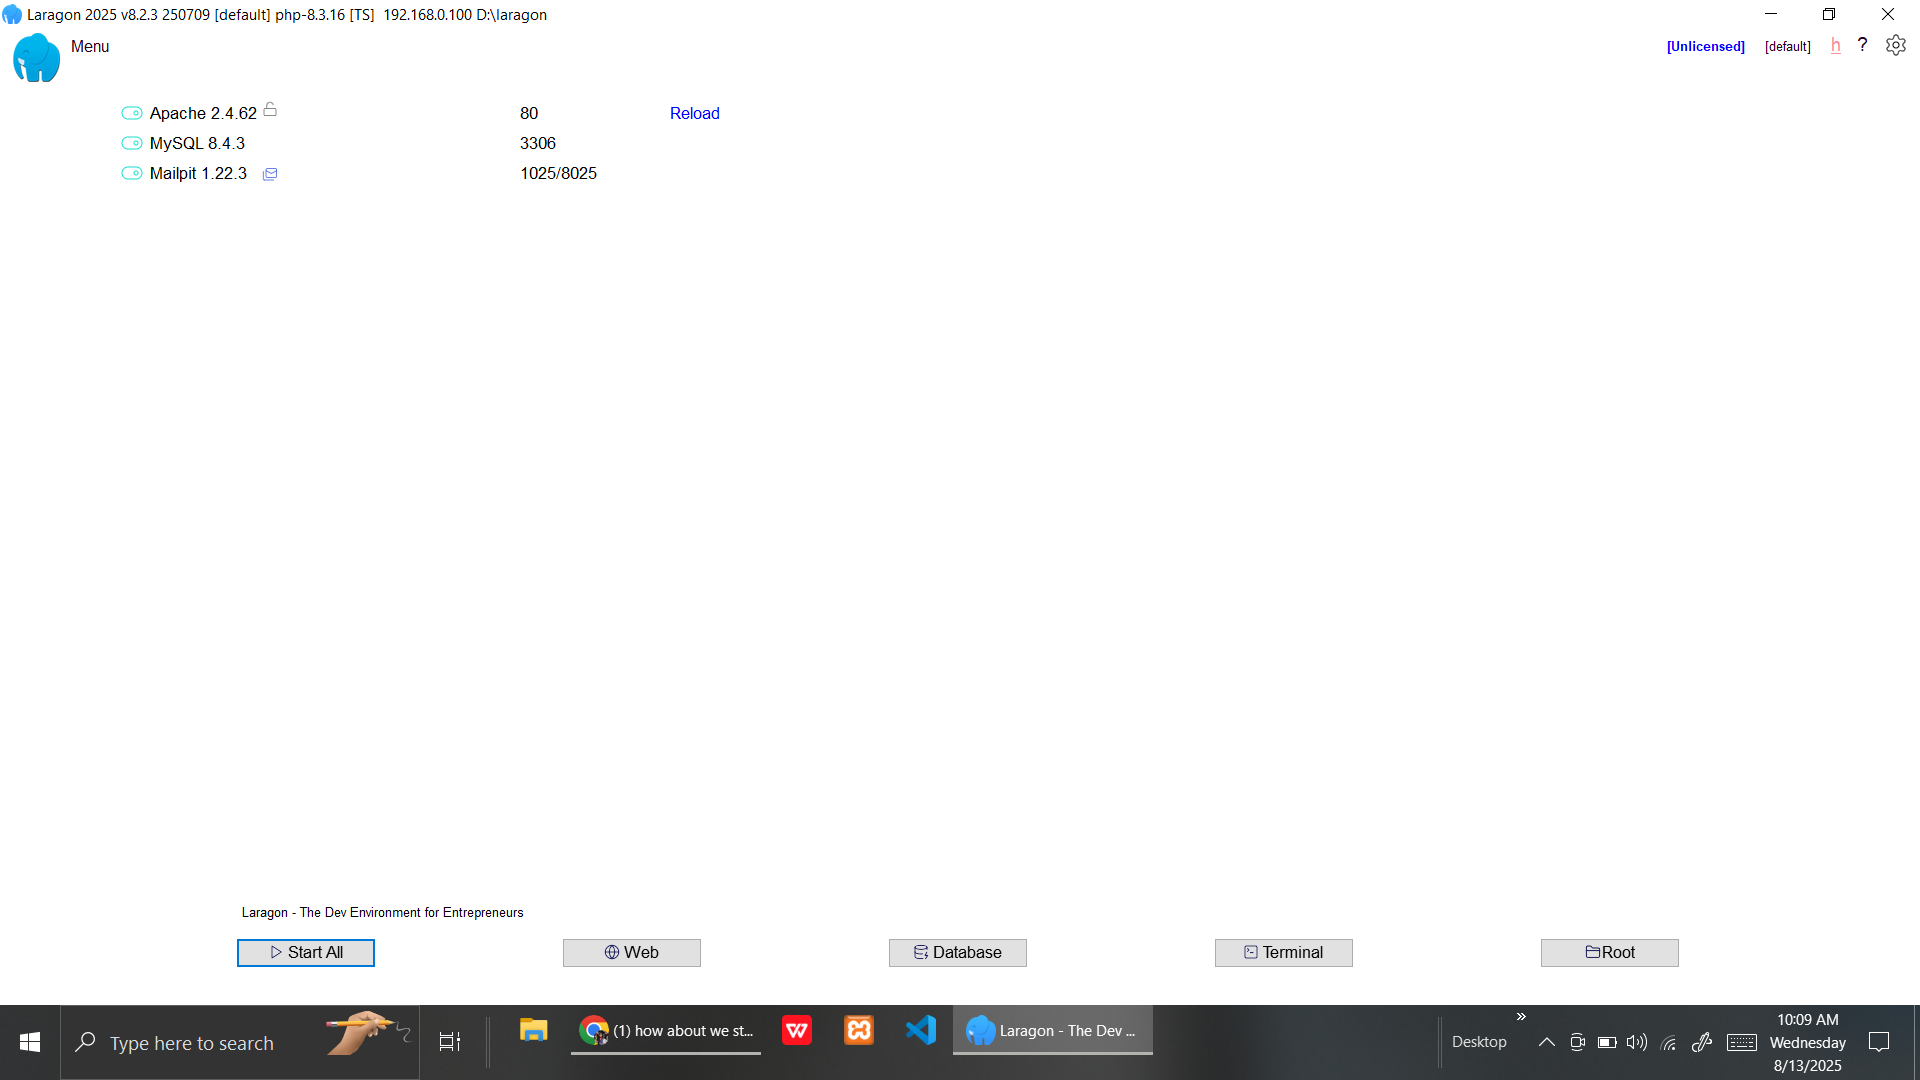 Laragon 2025 v8.2.3 250709 [default] php-8.3.16 [TS]  192.168.0.100 D:\laragon
Menu
[Unlicensed] [default] h ?
Apache 2.4.62 80 Reload
MySQL 8.4.3 3306
Mailpit 1.22.3 1025/8025
Laragon - The Dev Environment for Entrepreneurs
Start All Web Database Terminal Root
Type here to search
(1) how about we st...
W
Laragon - The Dev ...
Desktop
»
10:09 AM
Wednesday
8/13/2025